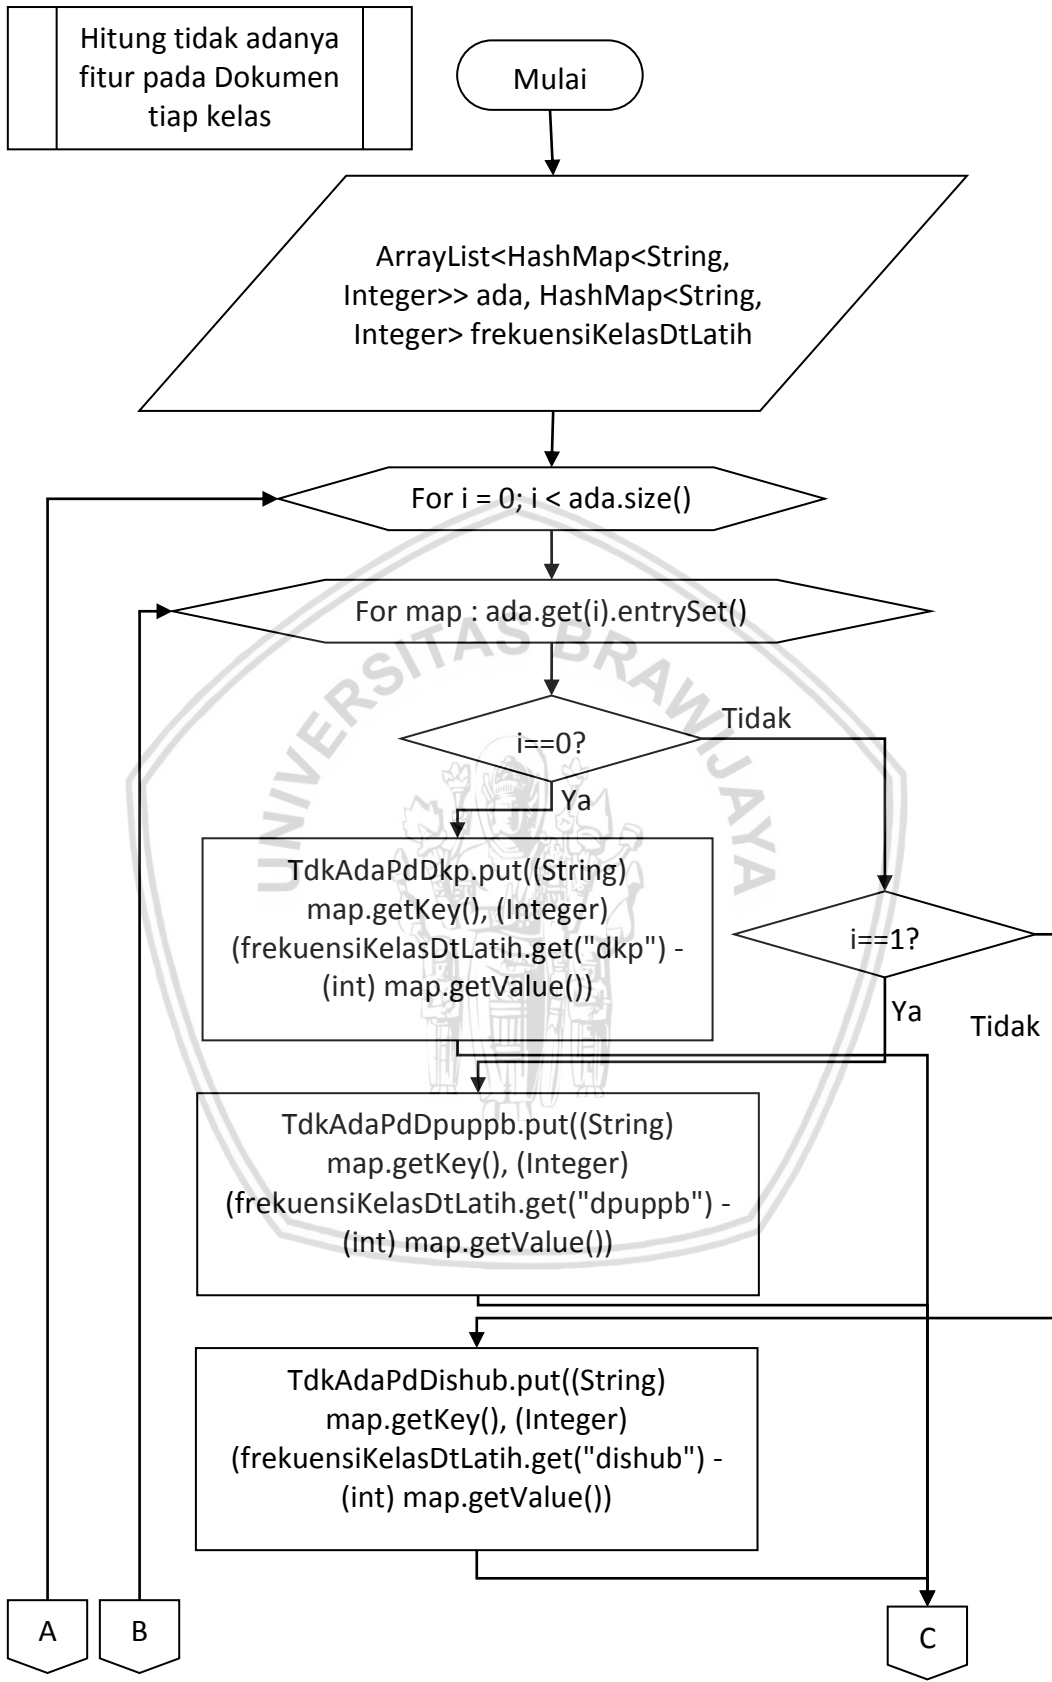 Hitung tidak adanya
fitur pada Dokumen
tiap kelas
Mulai
ArrayList<HashMap<String,
Integer>> ada, HashMap<String,
Integer> frekuensiKelasDtLatih
For i = 0; i < ada.size()
For map : ada.get(i).entrySet()
UNIVERSITAS BRAWIJAYA
i==0?
Tidak
Ya
TdkAdaPdDkp.put((String)
map.getKey(), (Integer)
(frekuensiKelasDtLatih.get("dkp") -
(int) map.getValue())
i==1?
Ya
Tidak
TdkAdaPdDpuppb.put((String)
map.getKey(), (Integer)
(frekuensiKelasDtLatih.get("dpuppb") -
(int) map.getValue())
TdkAdaPdDishub.put((String)
map.getKey(), (Integer)
(frekuensiKelasDtLatih.get("dishub") -
(int) map.getValue())
A
B
C